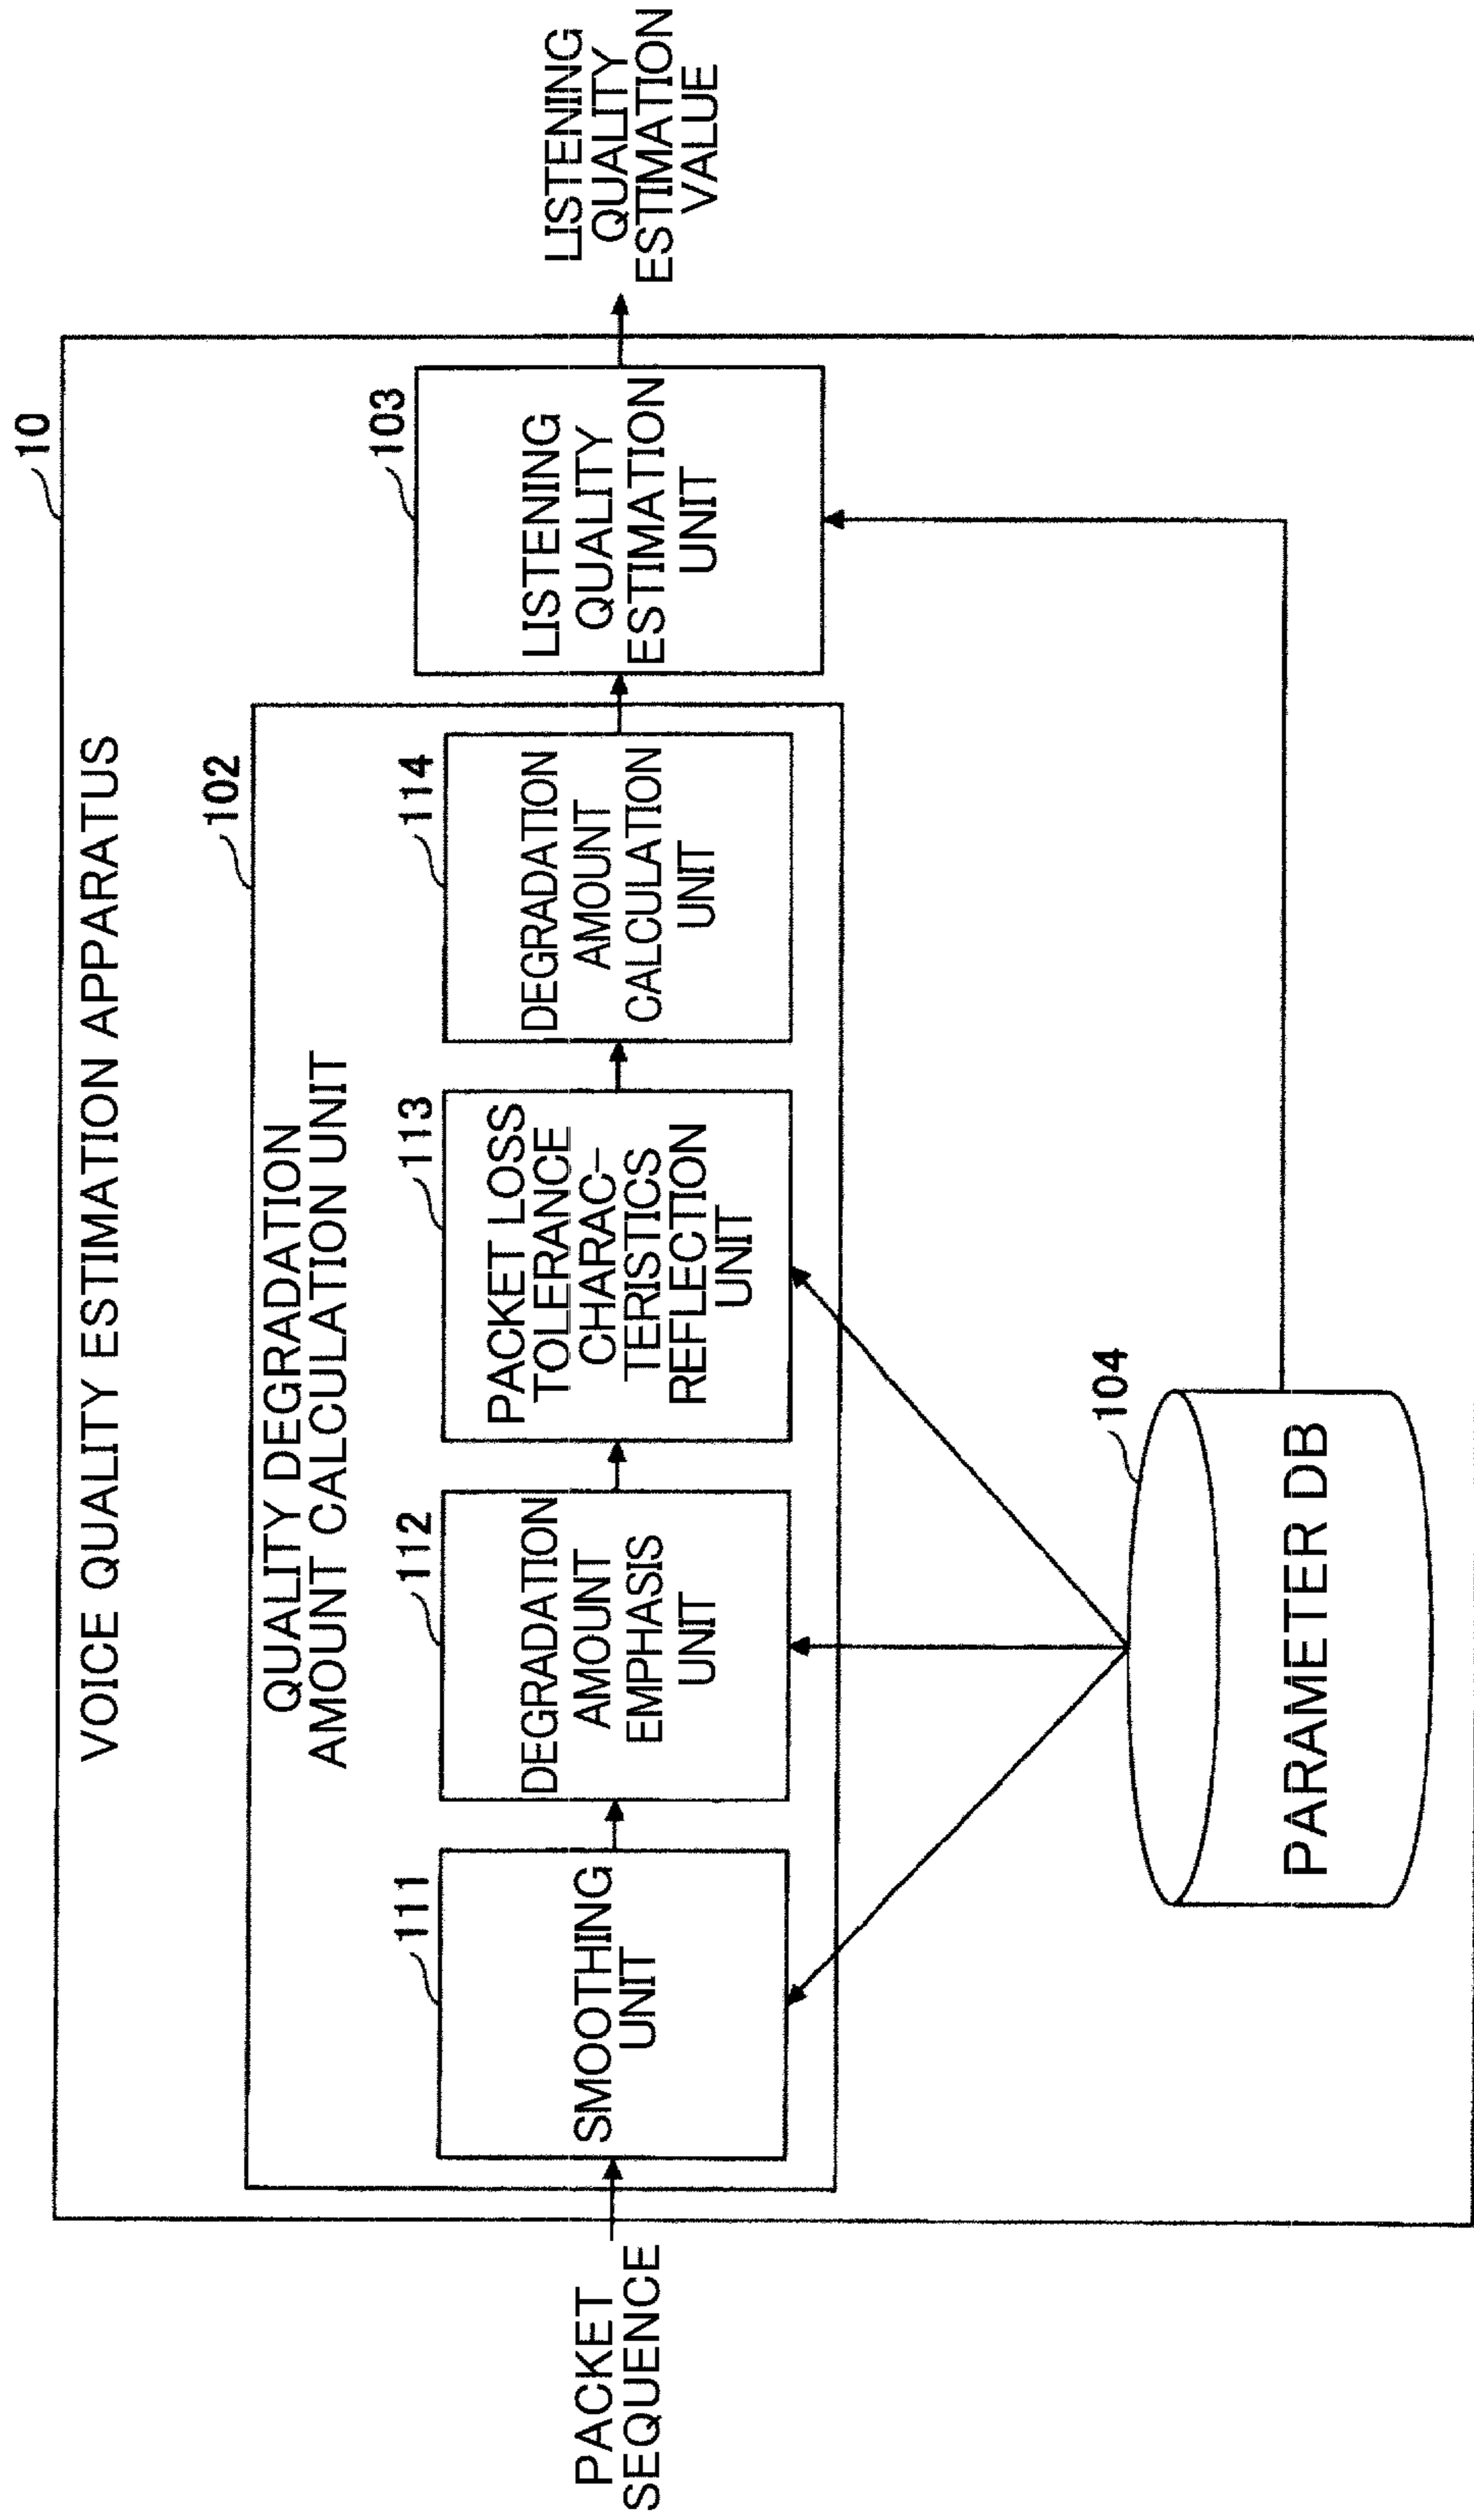 10
VOICE QUALITY ESTIMATION APPARATUS
102
QUALITY DEGRADATION
AMOUNT CALCULATION UNIT
PACKET
SEQUENCE
111
SMOOTHING
UNIT
112
DEGRADATION
AMOUNT
EMPHASIS
UNIT
113
PACKET LOSS
TOLERANCE
CHARAC-
TERISTICS
REFLECTION
UNIT
114
DEGRADATION
AMOUNT
CALCULATION
UNIT
103
LISTENING
QUALITY
ESTIMATION
UNIT
LISTENING
QUALITY
ESTIMATION
VALUE
104
PARAMETER DB